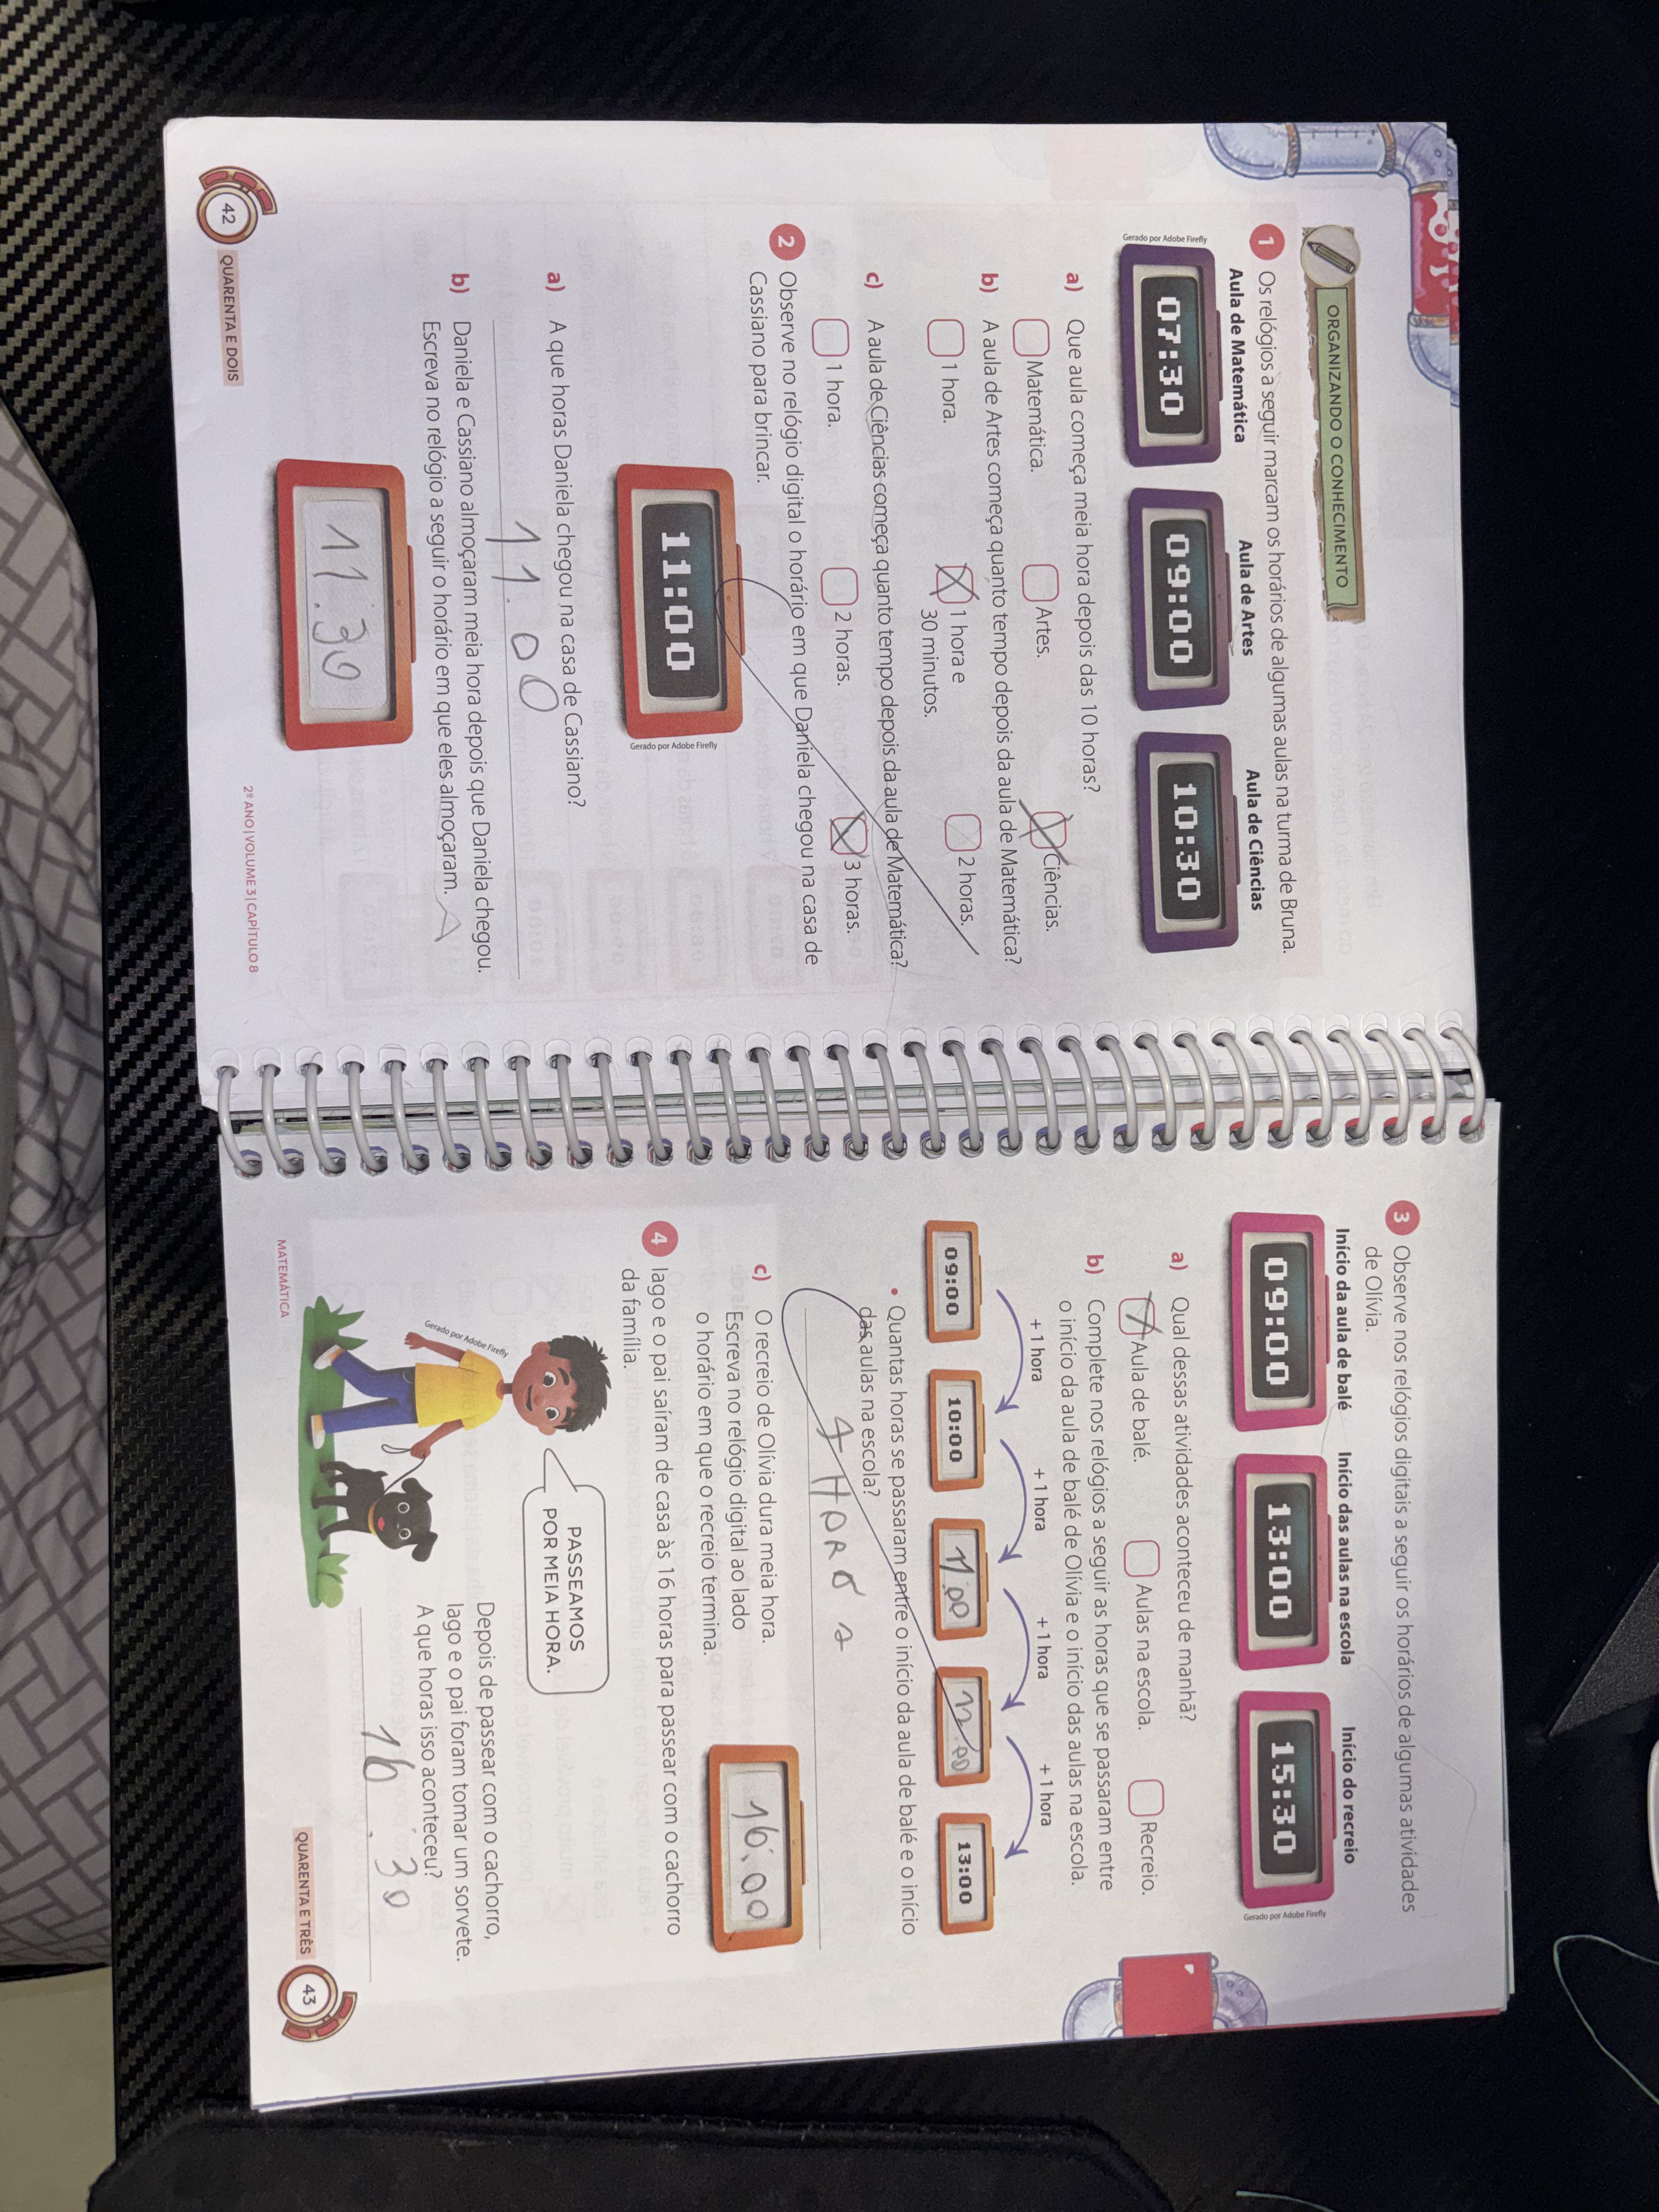 ORGANIZANDO O CONHECIMENTO
1 Os relógios a seguir marcam os horários de algumas aulas na turma de Bruna.
Aula de Matemática Aula de Artes Aula de Ciências
07:30 09:00 10:30
Gerado por Adobe Firefly
a) Que aula começa meia hora depois das 10 horas?
Matemática. Artes. X Ciências.
b) A aula de Artes começa quanto tempo depois da aula de Matemática?
1 hora. X 1 hora e 2 horas.
30 minutos.
c) A aula de Ciências começa quanto tempo depois da aula de Matemática?
1 hora. 2 horas. X 3 horas.
2 Observe no relógio digital o horário em que Daniela chegou na casa de
Cassiano para brincar.
11:00
Gerado por Adobe Firefly
a) A que horas Daniela chegou na casa de Cassiano?
11.00
b) Daniela e Cassiano almoçaram meia hora depois que Daniela chegou.
Escreva no relógio a seguir o horário em que eles almoçaram. A
11.30
42 QUARENTA E DOIS
2º ANO | VOLUME 3 | CAPÍTULO 8
3 Observe nos relógios digitais a seguir os horários de algumas atividades
de Olívia.
Início da aula de balé Início das aulas na escola Início do recreio
09:00 13:00 15:30
Gerado por Adobe Firefly
a) Qual dessas atividades aconteceu de manhã?
X Aula de balé. Aulas na escola. Recreio.
b) Complete nos relógios a seguir as horas que se passaram entre
o início da aula de balé de Olívia e o início das aulas na escola.
+ 1 hora + 1 hora + 1 hora + 1 hora
09:00 10:00 11:00 12:00 13:00
• Quantas horas se passaram entre o início da aula de balé e o início
das aulas na escola?
4 HORAS
c) O recreio de Olívia dura meia hora.
Escreva no relógio digital ao lado
o horário em que o recreio termina.
16:00
4 Iago e o pai saíram de casa às 16 horas para passear com o cachorro
da família.
PASSEAMOS
POR MEIA HORA.
Gerado por Adobe Firefly
Depois de passear com o cachorro,
Iago e o pai foram tomar um sorvete.
A que horas isso aconteceu?
16.30
MATEMÁTICA
QUARENTA E TRÊS 43